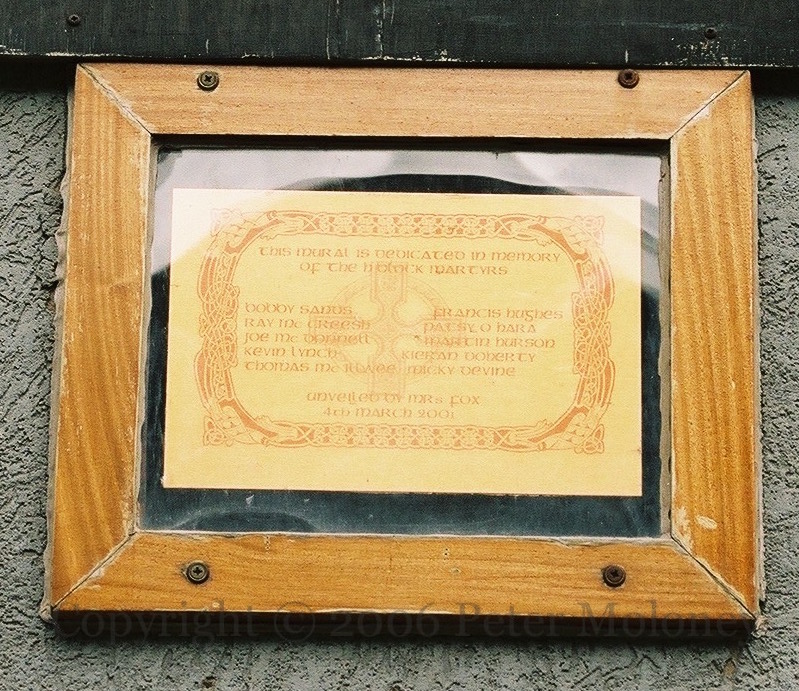 THIS MURAL IS DEDICATED IN MEMORY
OF THE H'BLOCK MARTYRS
BOBBY SANDS FRANCIS HUGHES
RAY Mc CREESH PATSY O HARA
JOE Mc DONNELL MARTIN HURSON
KEVIN LYNCH KIERAN DOHERTY
THOMAS Mc ILLWEE MICKY DEVINE
UNVEILED BY MRS FOX
4TH MARCH 2001
Copyright © 2006 Peter Moloney